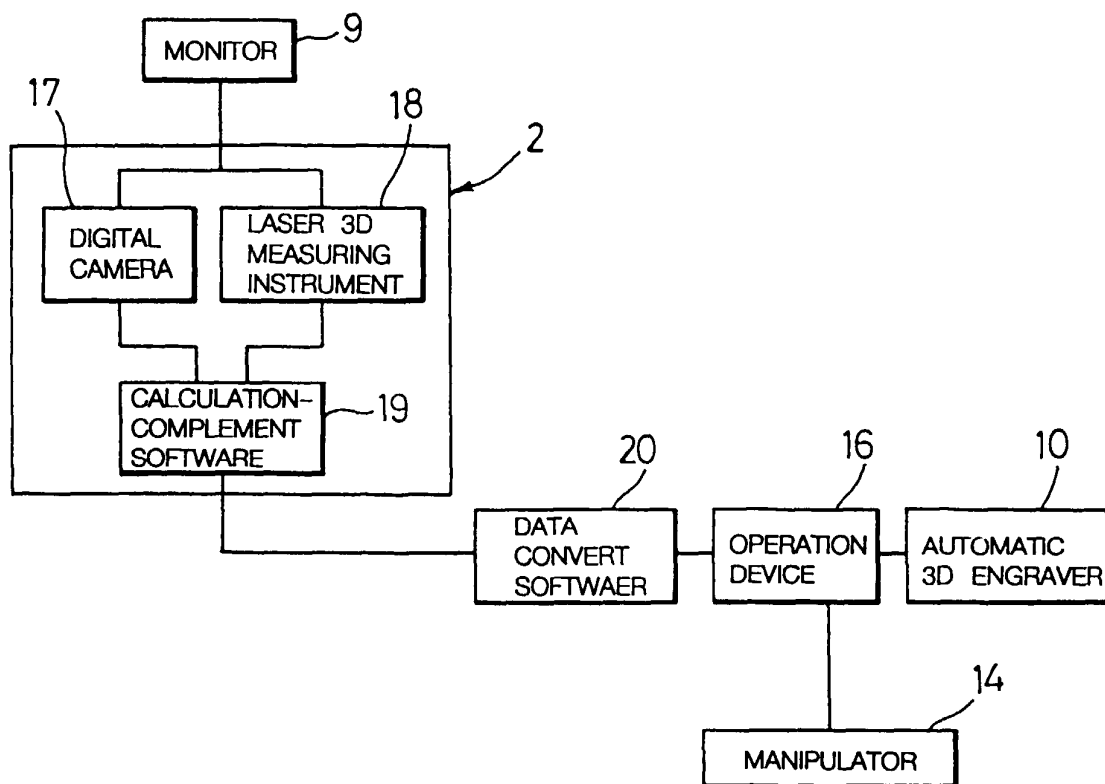 MONITOR
9
17
18
2
DIGITAL
CAMERA
LASER 3D
MEASURING
INSTRUMENT
CALCULATION-
COMPLEMENT
SOFTWARE
19
20
16
10
DATA
CONVERT
SOFTWAER
OPERATION
DEVICE
AUTOMATIC
3D ENGRAVER
14
MANIPULATOR